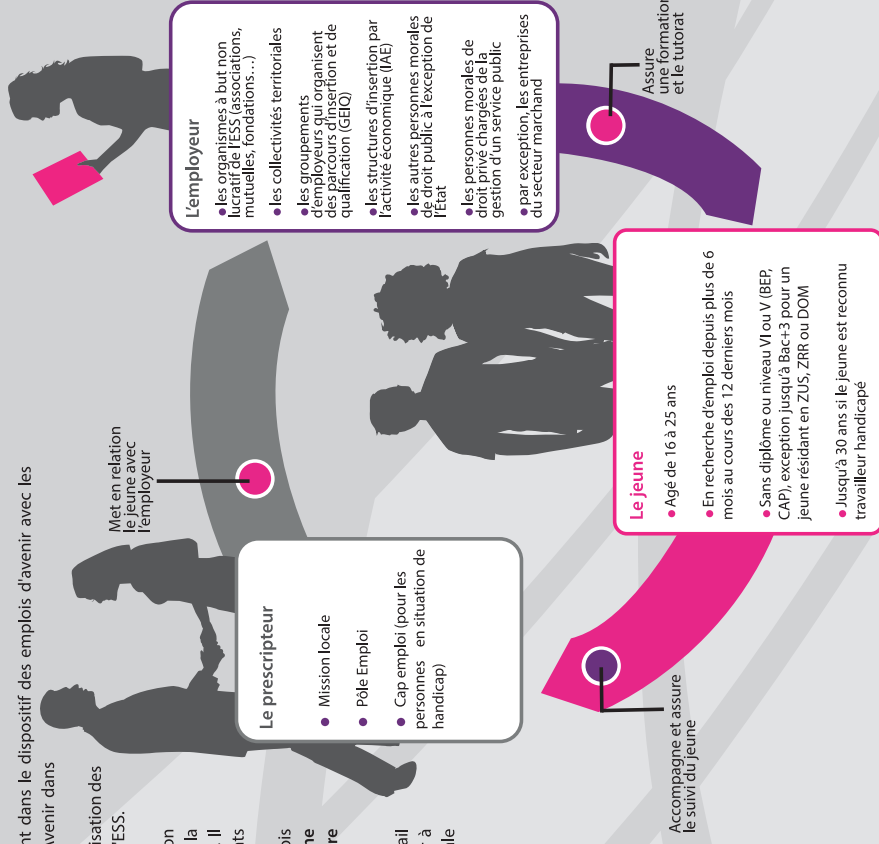 nt dans le dispositif des emplois d'avenir avec les
Avenir dans
isation des
'ESS.
on
la
Il
nts
ois
ne
re
ail
à
ale
Met en relation
le jeune avec
l'employeur
Le prescripteur
• Mission locale
• Pôle Emploi
• Cap emploi (pour les
personnes en situation de
handicap)
L'employeur
• les organismes à but non
lucratif de l'ESS (associations,
mutuelles, fondations…)
• les collectivités territoriales
• les groupements
d'employeurs qui organisent
des parcours d'insertion et de
qualification (GEIQ)
• les structures d'insertion par
l'activité économique (IAE)
• les autres personnes morales
de droit public à l'exception de
l'Etat
• les personnes morales de
droit privé chargées de la
gestion d'un service public
• par exception, les entreprises
du secteur marchand
Assure
une formation
et le tutorat
Le jeune
• Agé de 16 à 25 ans
• En recherche d'emploi depuis plus de 6
mois au cours des 12 derniers mois
• Sans diplôme ou niveau VI ou V (BEP,
CAP), exception jusqu'à Bac+3 pour un
jeune résidant en ZUS, ZRR ou DOM
• Jusqu'à 30 ans si le jeune est reconnu
travailleur handicapé
Accompagne et assure
le suivi du jeune